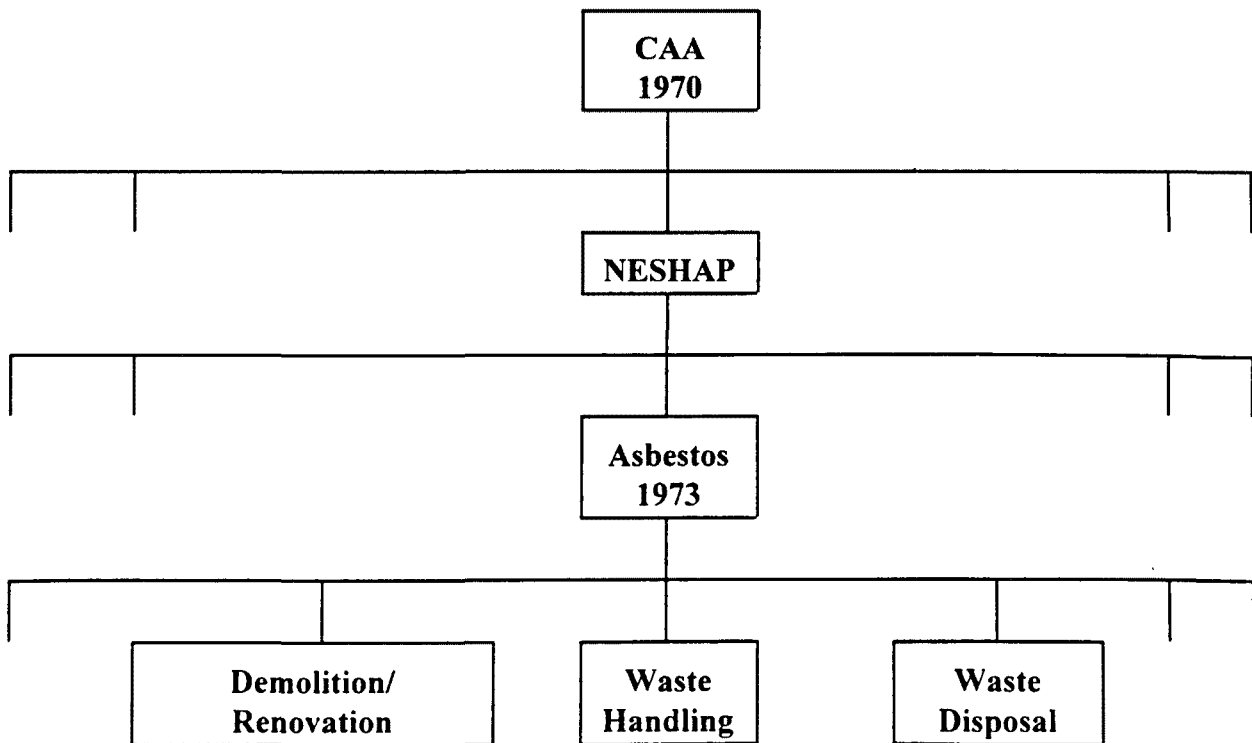 CAA
1970
NESHAP
Asbestos
1973
Demolition/
Renovation
Waste
Handling
Waste
Disposal